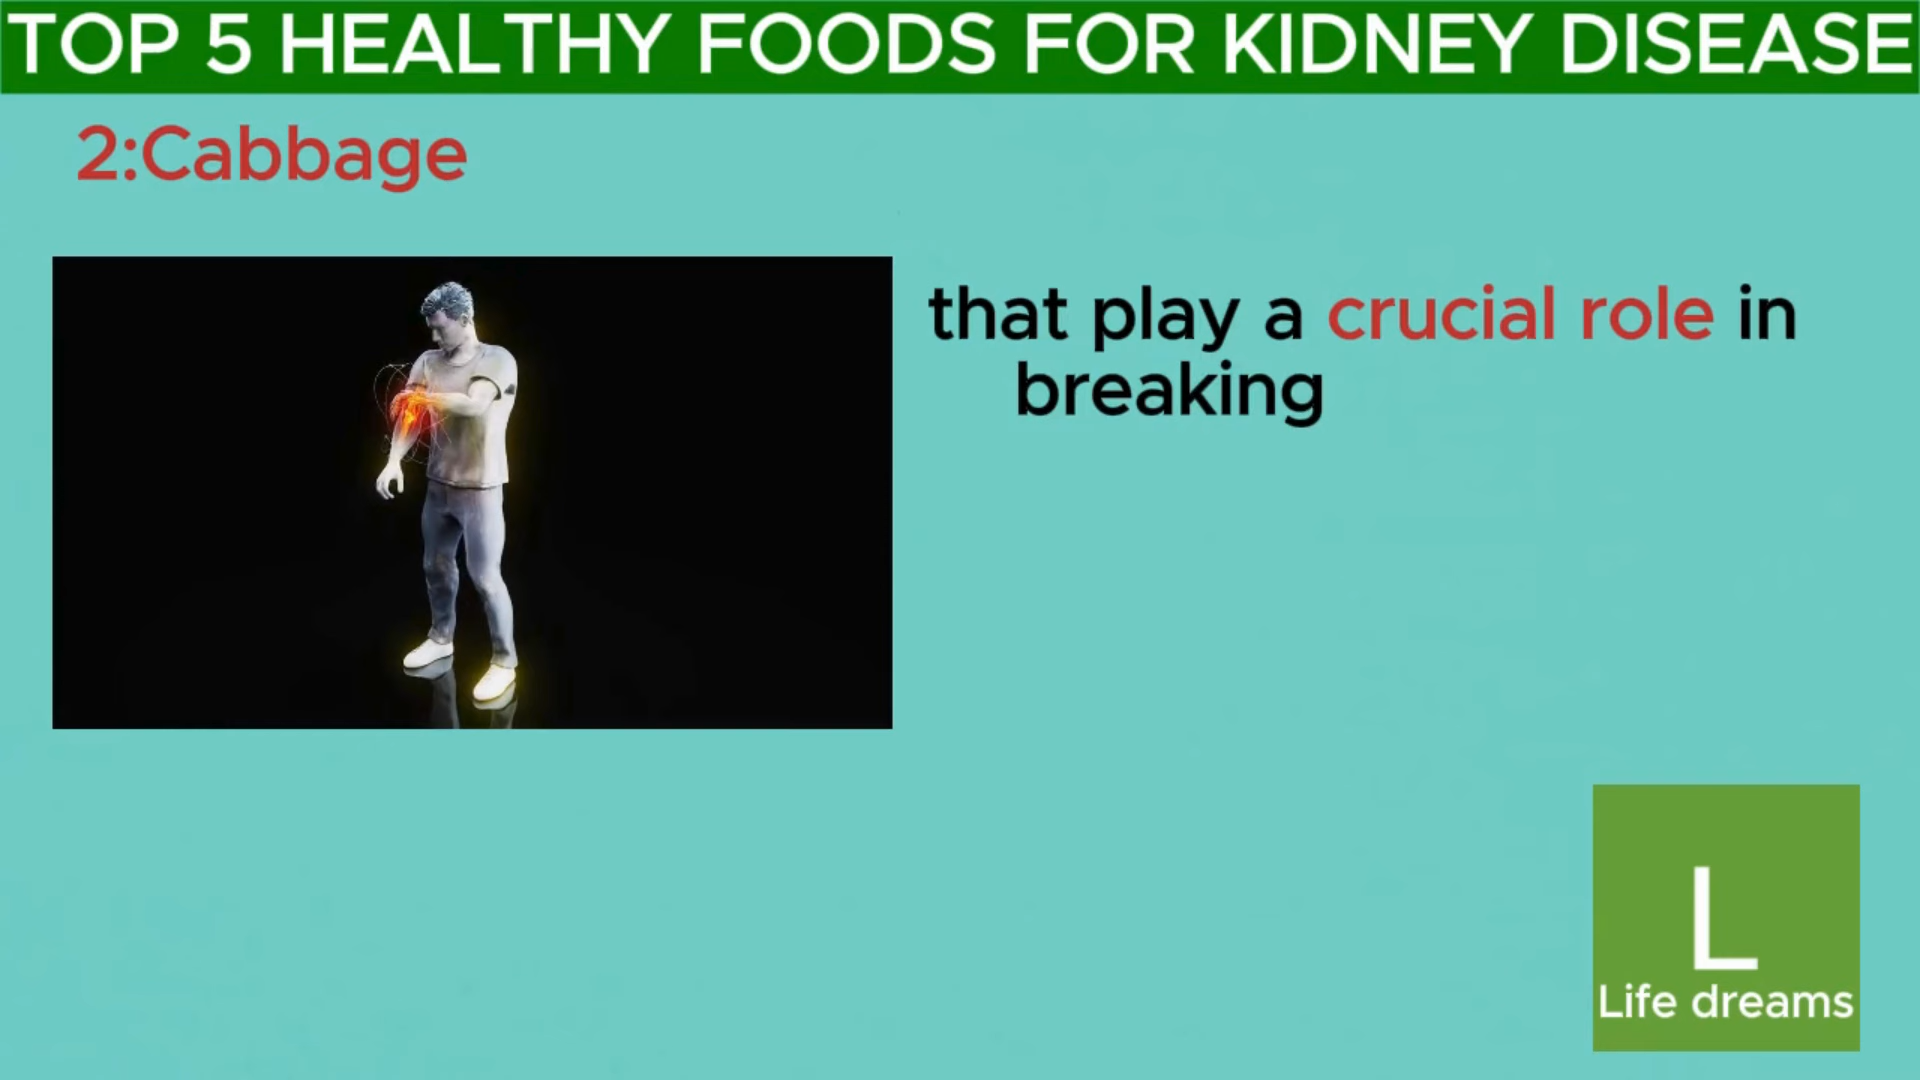 TOP 5 HEALTHY FOODS FOR KIDNEY DISEASE
2:Cabbage
that play a crucial role in
breaking
L
Life dreams